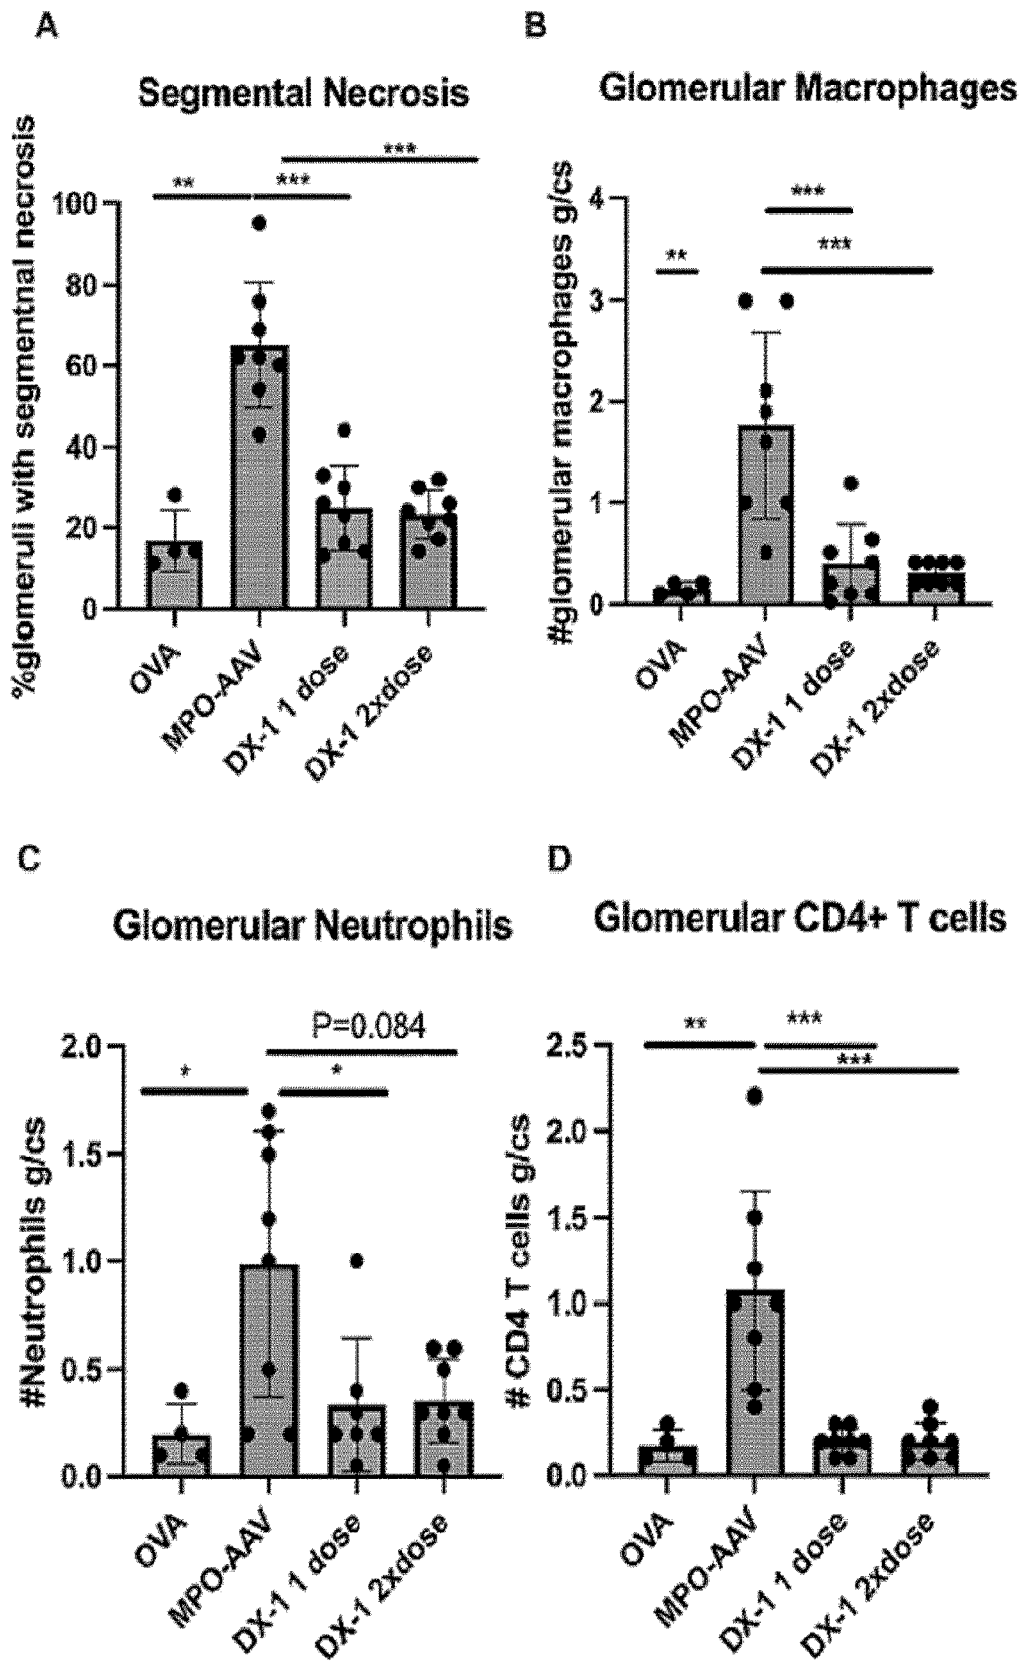 A
Segmental Necrosis
%glomeruli with segmentnal necrosis
***
**
***
100
80
60
40
20
0
OVA
MPO-AAV
DX-1 1 dose
DX-1 2xdose
B
Glomerular Macrophages
#glomerular macrophages g/cs
***
***
**
4
3
2
1
0
OVA
MPO-AAV
DX-1 1 dose
DX-1 2xdose
C
Glomerular Neutrophils
#Neutrophils g/cs
P=0.084
*
*
2.0
1.5
1.0
0.5
0.0
OVA
MPO-AAV
DX-1 1 dose
DX-1 2xdose
D
Glomerular CD4+ T cells
# CD4 T cells g/cs
**
***
***
2.5
2.0
1.5
1.0
0.5
0.0
OVA
MPO-AAV
DX-1 1 dose
DX-1 2xdose